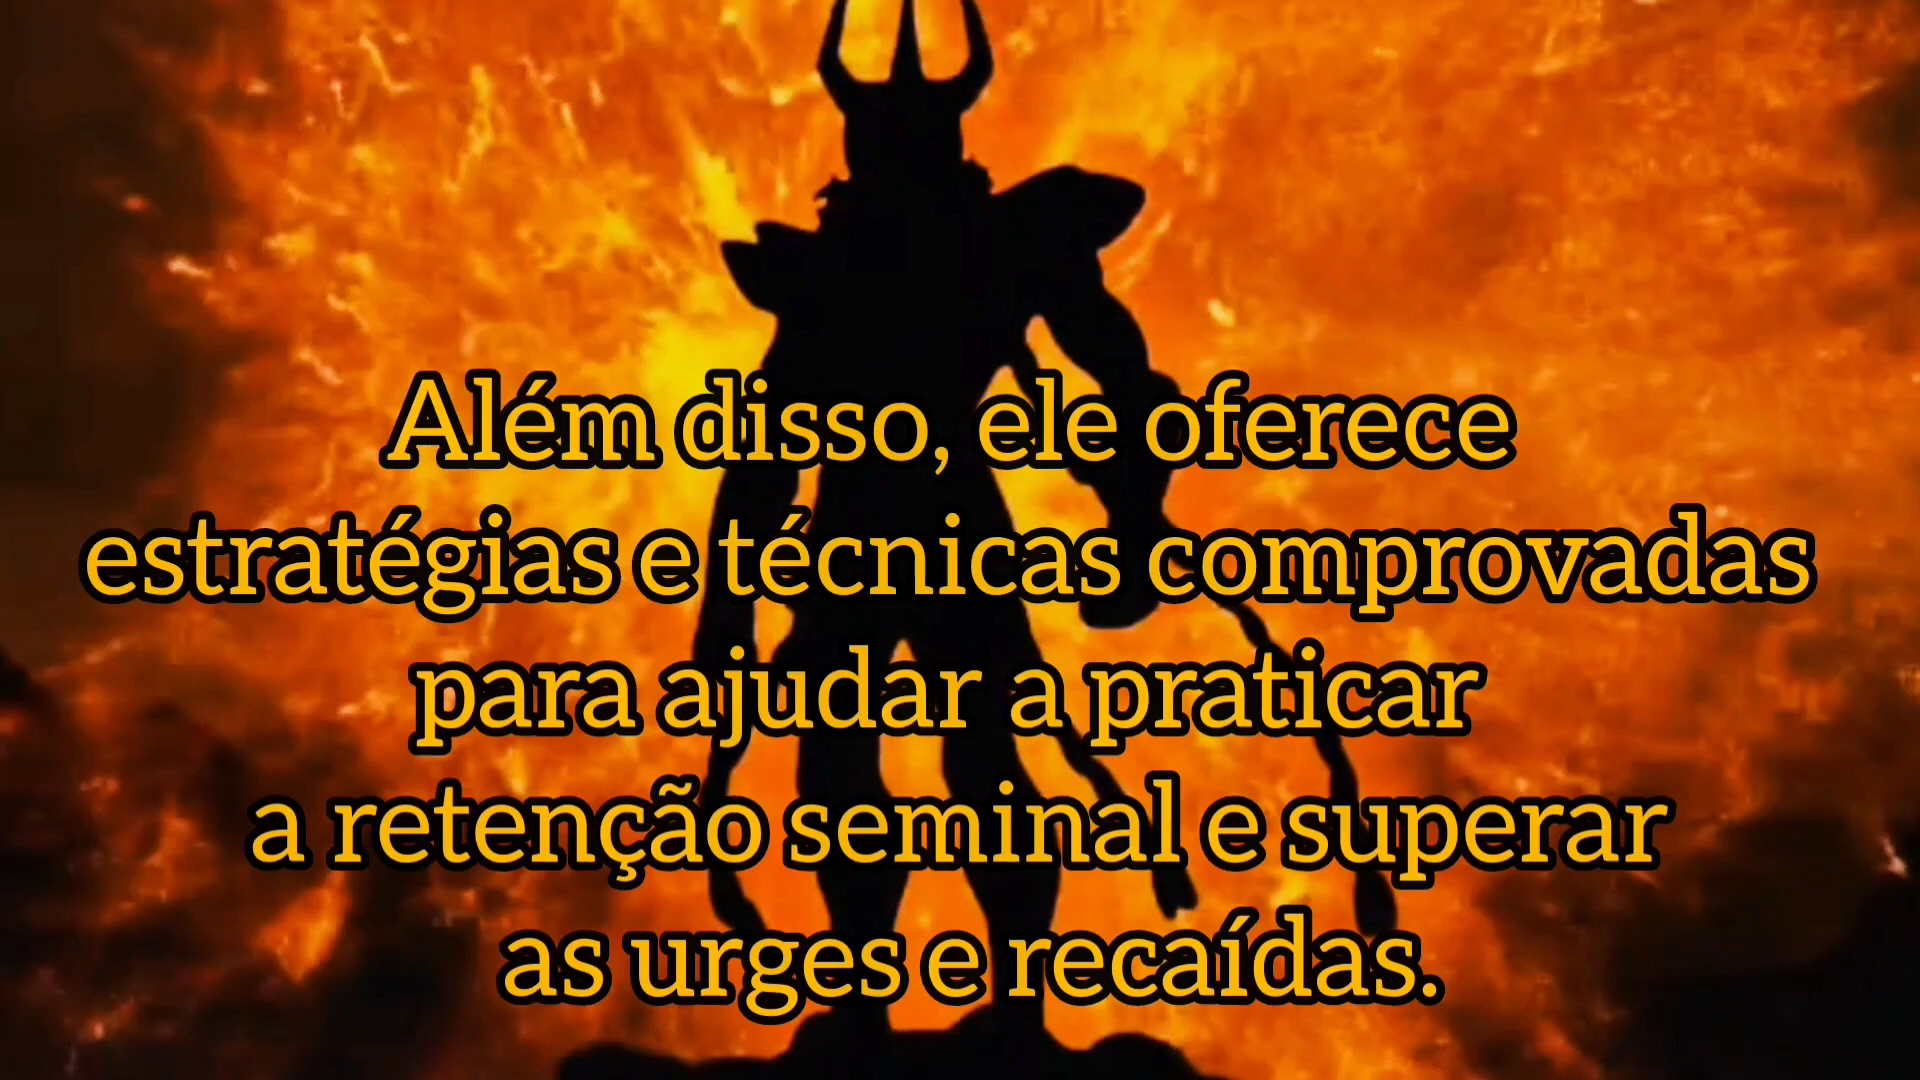 Além disso, ele oferece
estratégias e técnicas comprovadas
para ajudar a praticar
a retenção seminal e superar
as urges e recaídas.